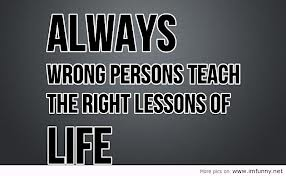 ALWAYS
WRONG PERSONS TEACH
THE RIGHT LESSONS OF
LIFE
More pics on: www.imfunny.net